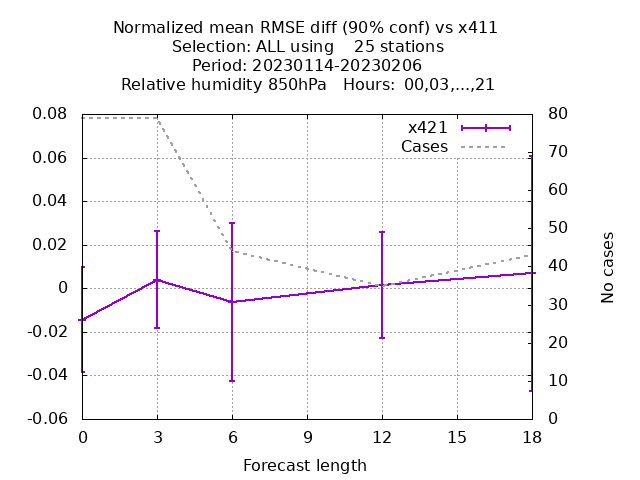 Normalized mean RMSE diff (90% conf) vs x411
Selection: ALL using    25 stations
Period: 20230114-20230206
Relative humidity 850hPa   Hours:  00,03,...,21
x421
Cases
0.08
0.06
0.04
0.02
0
-0.02
-0.04
-0.06
80
70
60
50
40
30
20
10
0
No cases
0 3 6 9 12 15 18
Forecast length